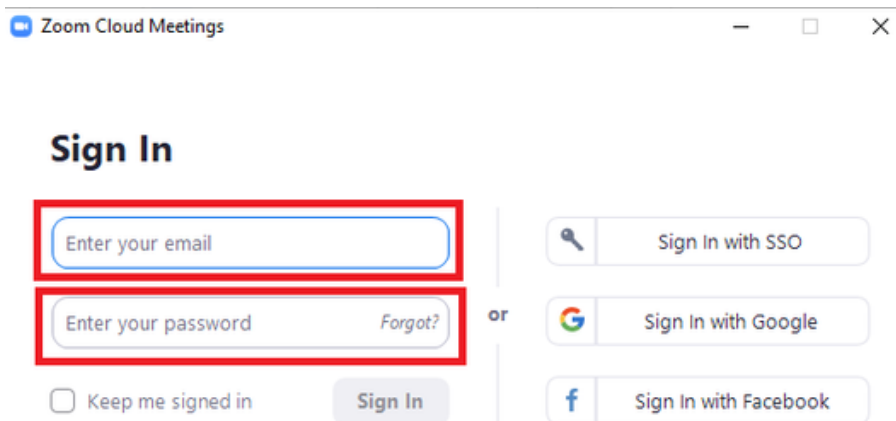 Zoom Cloud Meetings
Sign In
Enter your email
Enter your password Forgot?
Keep me signed in Sign In
or
Sign In with SSO
Sign In with Google
Sign In with Facebook